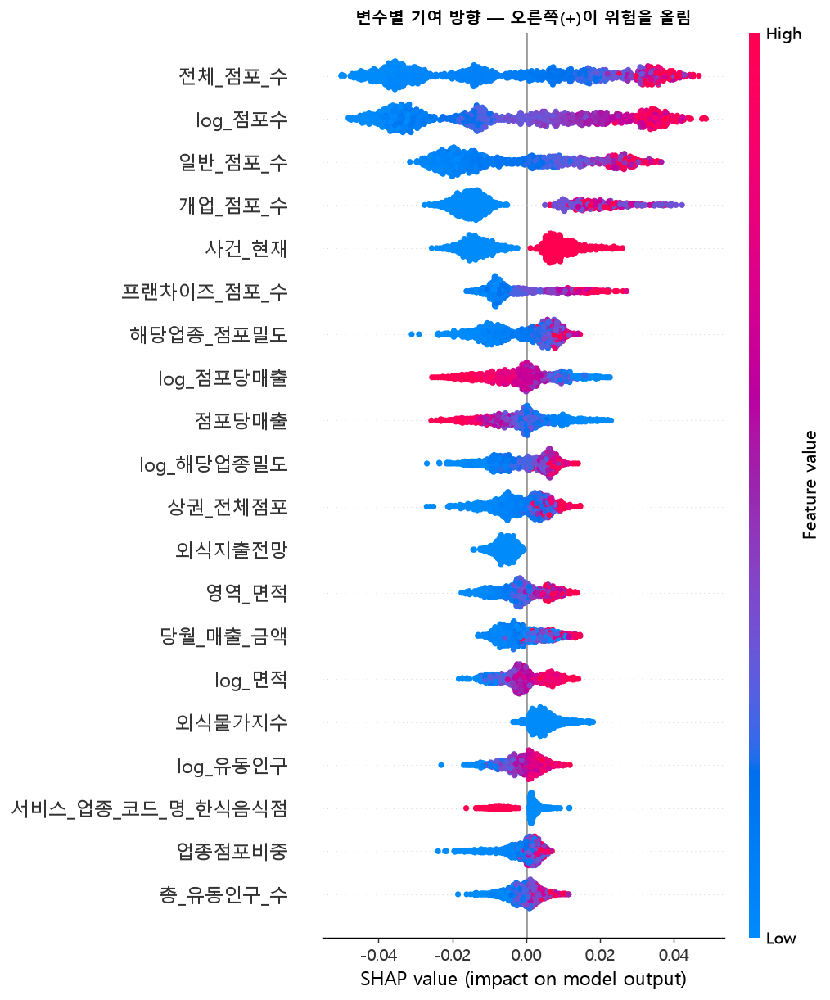 변수별 기여 방향 — 오른쪽(+)이 위험을 올림
High
전체_점포_수
log_점포수
일반_점포_수
개업_점포_수
사건_현재
프랜차이즈_점포_수
해당업종_점포밀도
log_점포당매출
점포당매출
log_해당업종밀도
상권_전체점포
외식지출전망
영역_면적
당월_매출_금액
log_면적
외식물가지수
log_유동인구
서비스_업종_코드_명_한식음식점
업종점포비중
총_유동인구_수
Feature value
Low
-0.04 -0.02 0.00 0.02 0.04
SHAP value (impact on model output)